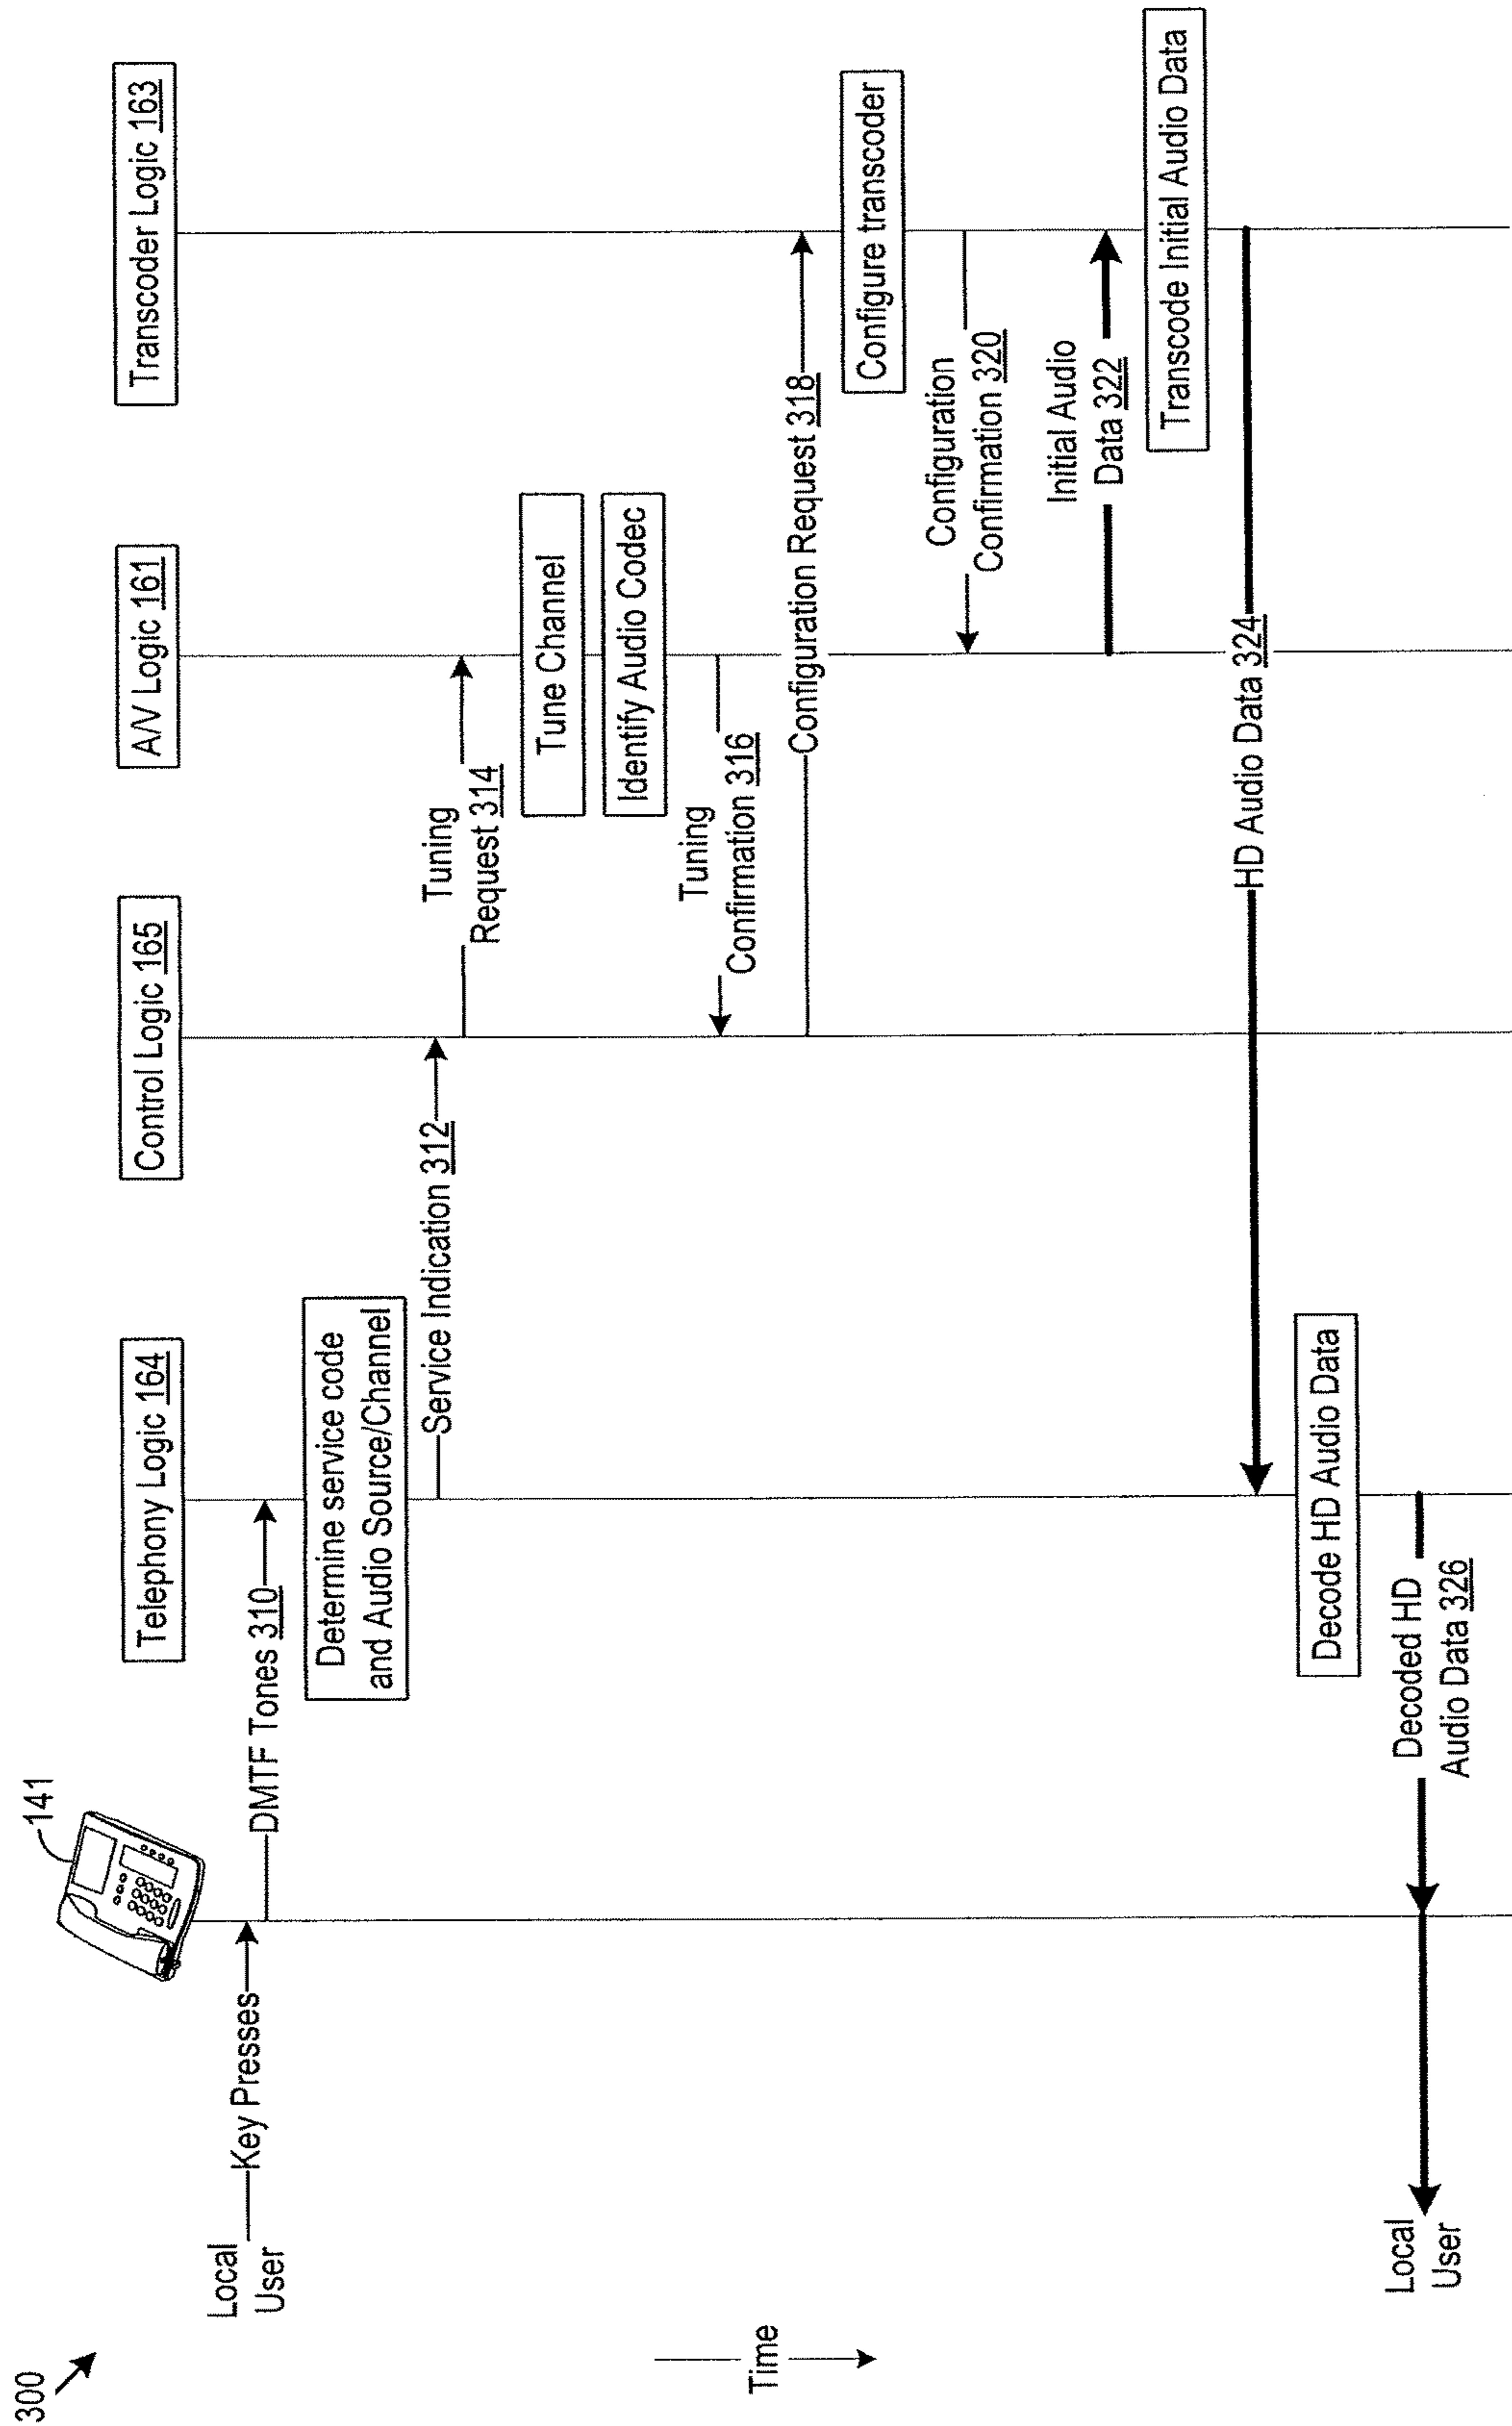 300
141
Telephony Logic 164
Control Logic 165
A/V Logic 161
Transcoder Logic 163
Local
User
Key Presses
DMTF Tones 310
Determine service code
and Audio Source/Channel
Service Indication 312
Tuning
Request 314
Tune Channel
Identify Audio Codec
Tuning
Confirmation 316
Configuration Request 318
Configure transcoder
Configuration
Confirmation 320
Initial Audio
Data 322
Transcode Initial Audio Data
HD Audio Data 324
Decode HD Audio Data
Decoded HD
Audio Data 326
Local
User
Time